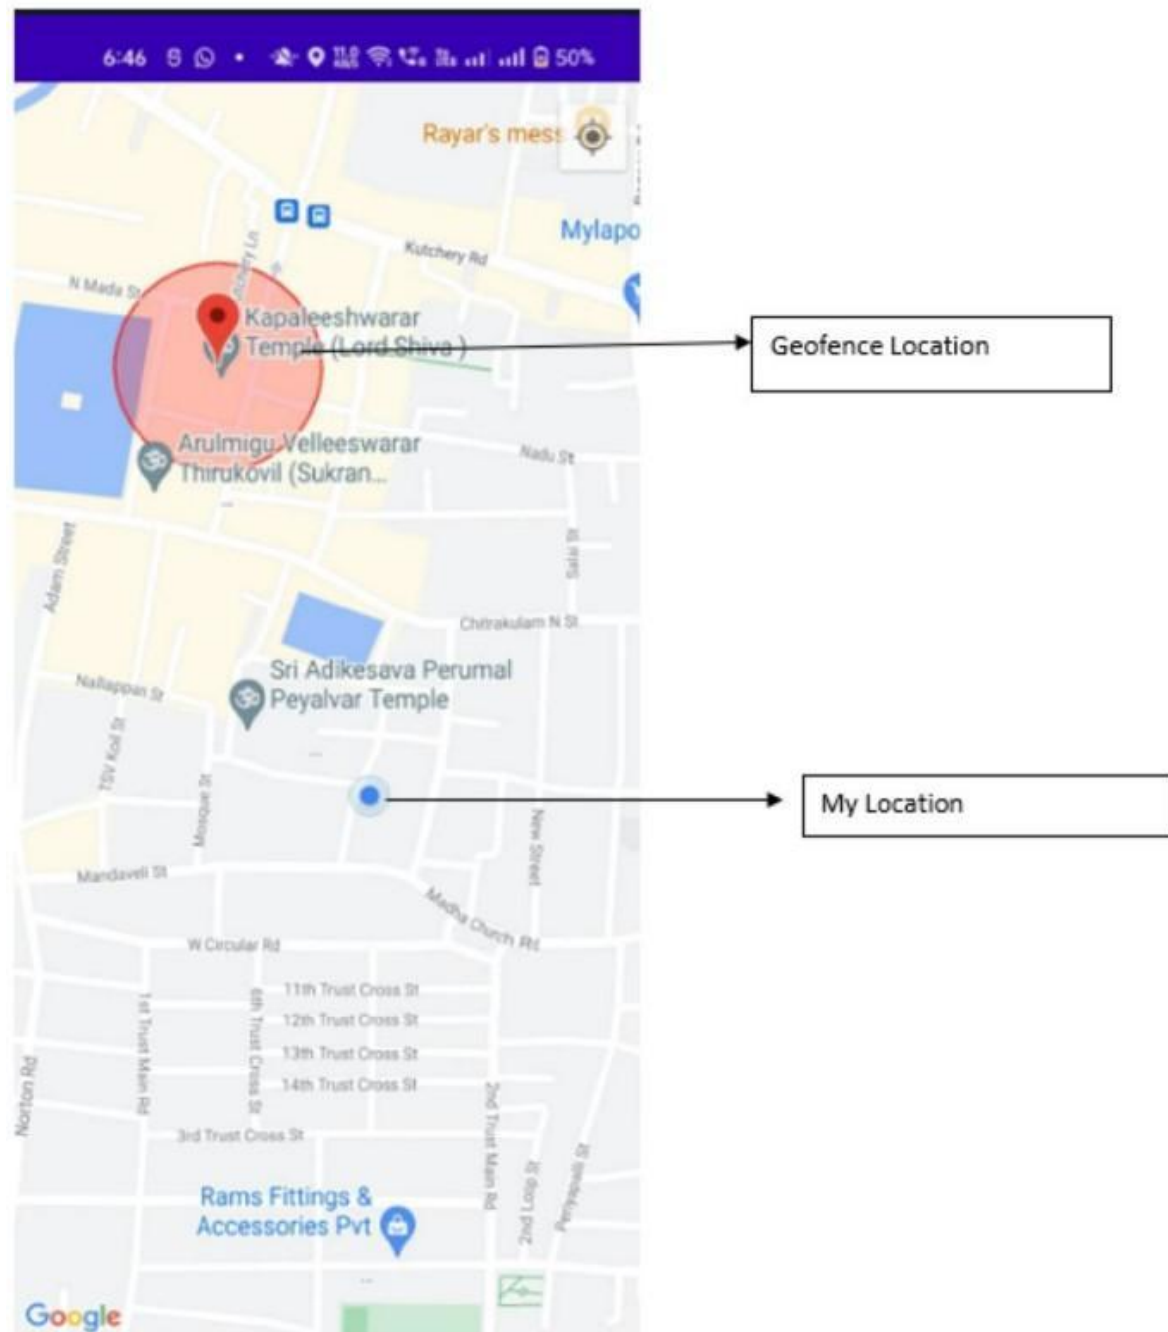 6:46
50%
Rayar's mess
Mylapo
Kutchery Rd
N Mada St
Kapaleeshwarar
Temple (Lord Shiva )
Geofence Location
Arulmigu Velleeswarar
Thirukovil (Sukran...
Nadu St
Adam Street
Chitrakulam N St
Sri Adikesava Perumal
Peyalvar Temple
Nallappan St
TSV Koil St
Mosque St
My Location
New Street
Mandaveli St
Madha Church Rd
W Circular Rd
11th Trust Cross St
12th Trust Cross St
13th Trust Cross St
14th Trust Cross St
1st Trust Main Rd
6th Trust Cross St
2nd Trust Main Rd
Norton Rd
3rd Trust Cross St
2nd Loop St
Rams Fittings &
Accessories Pvt
Google